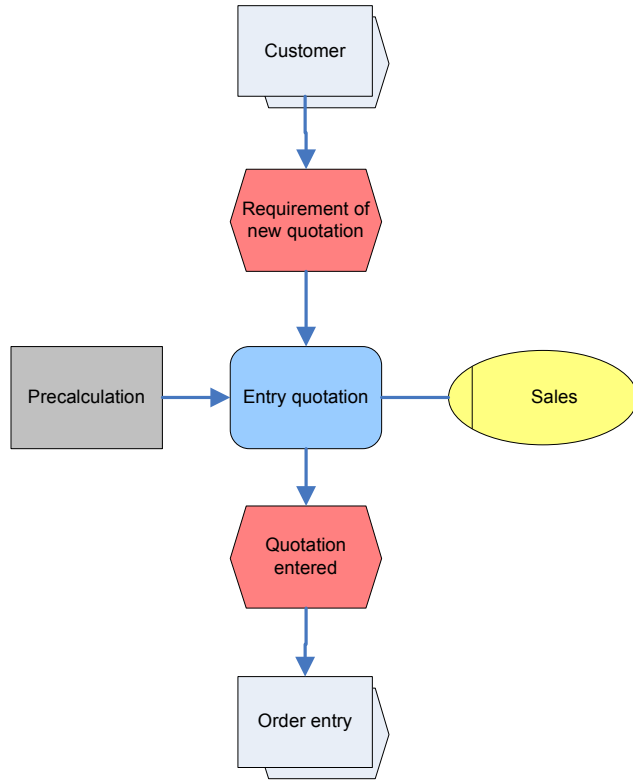 Customer
Requirement of
new quotation
Precalculation
Entry quotation
Sales
Quotation
entered
Order entry